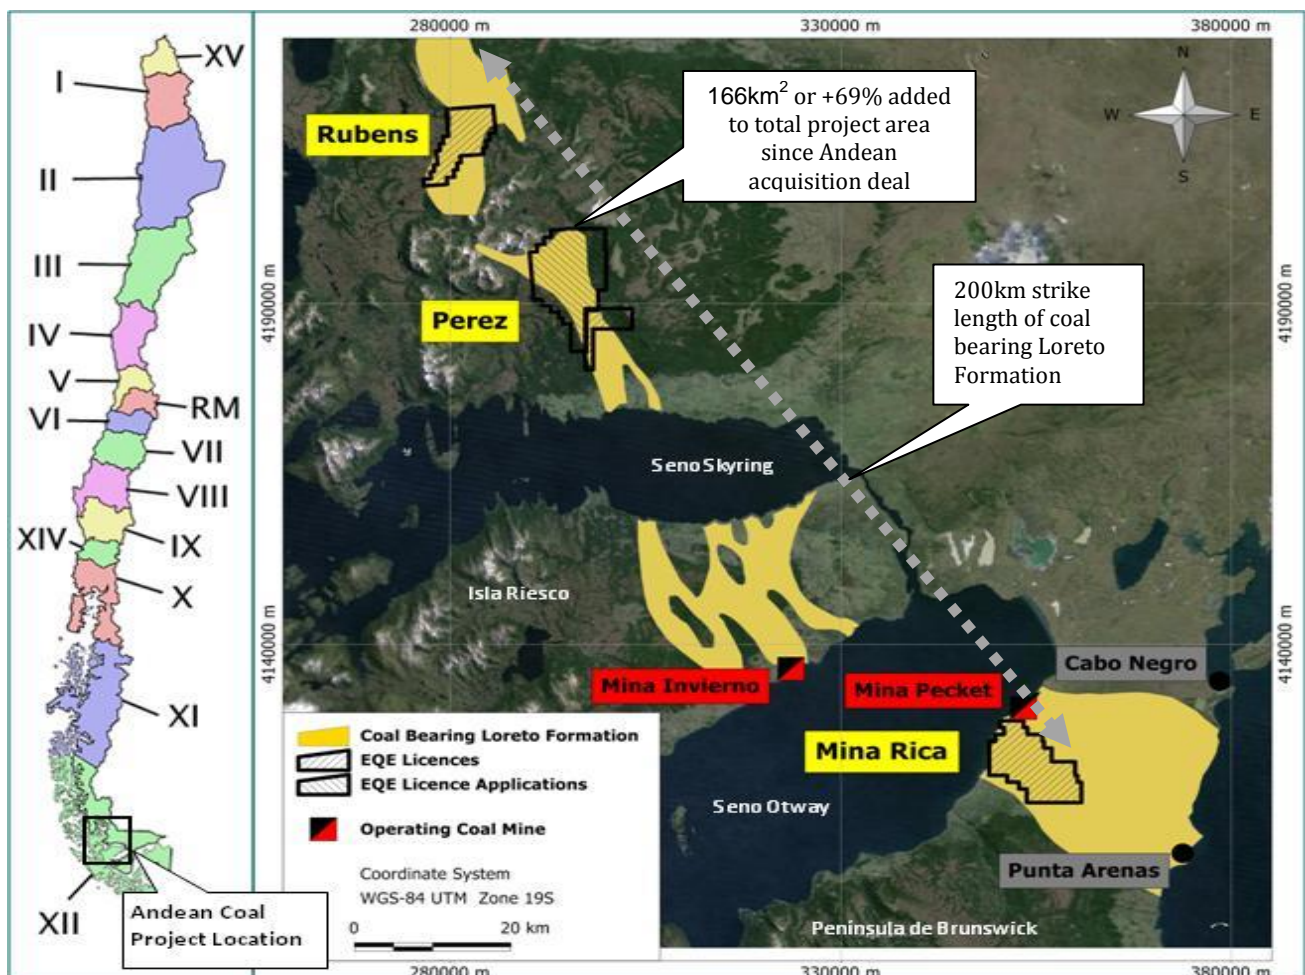 XV
I
II
III
IV
V
RM
VI
VII
VIII
IX
XIV
X
XI
XII
Andean Coal
Project Location
280000 m
330000 m
380000 m
N
W
E
S
166km² or +69% added
to total project area
since Andean
acquisition deal
Rubens
200km strike
length of coal
bearing Loreto
Formation
Perez
4190000 m
4190000 m
Seno Skyring
Isla Riesco
4140000 m
4140000 m
Cabo Negro
Mina Invierno
Mina Pecket
Mina Rica
Seno Otway
Punta Arenas
Peninsula de Brunswick
Coal Bearing Loreto Formation
EQE Licences
EQE Licence Applications
Operating Coal Mine
Coordinate System
WGS-84 UTM Zone 19S
0
20 km
280000 m
330000 m
380000 m